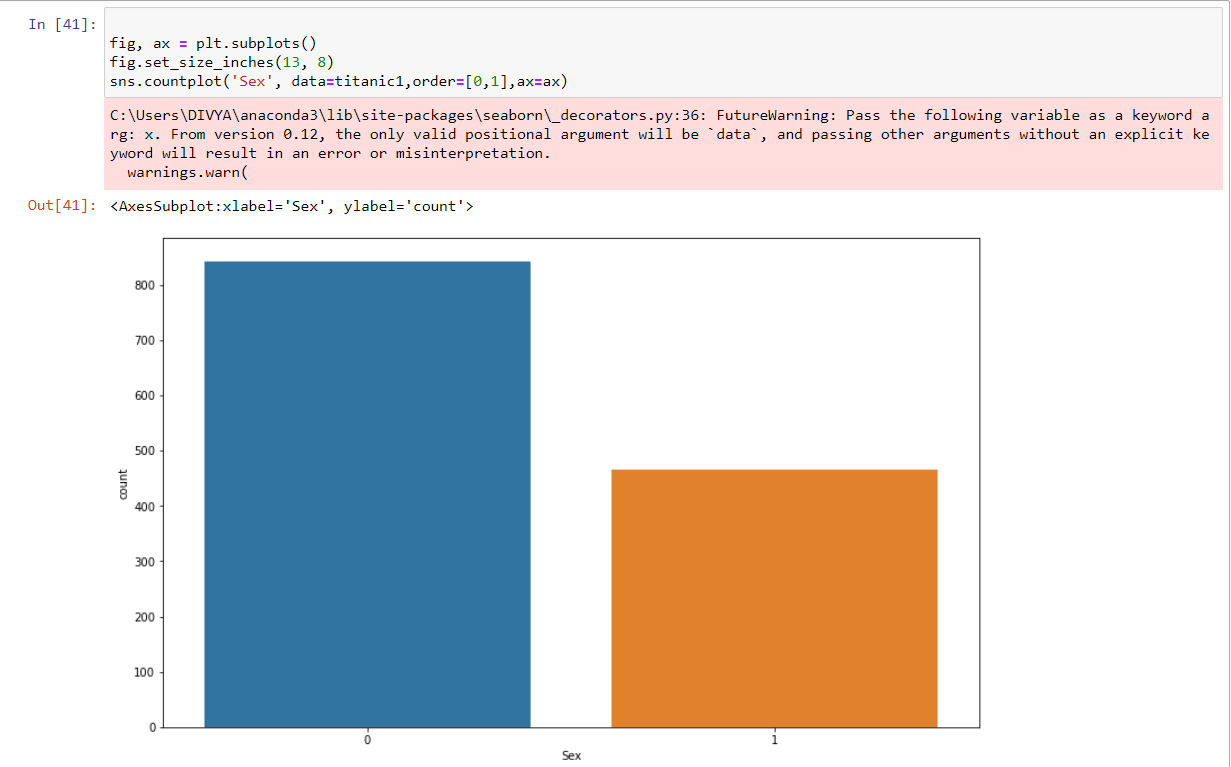 In [41]:
fig, ax = plt.subplots()
fig.set_size_inches(13, 8)
sns.countplot('Sex', data=titanic1,order=[0,1],ax=ax)
C:\Users\DIVYA\anaconda3\lib\site-packages\seaborn\_decorators.py:36: FutureWarning: Pass the following variable as a keyword a
rg: x. From version 0.12, the only valid positional argument will be `data`, and passing other arguments without an explicit ke
yword will result in an error or misinterpretation.
  warnings.warn(
Out[41]: <AxesSubplot:xlabel='Sex', ylabel='count'>
800
700
600
500
400
300
200
100
0
count
0 1
Sex